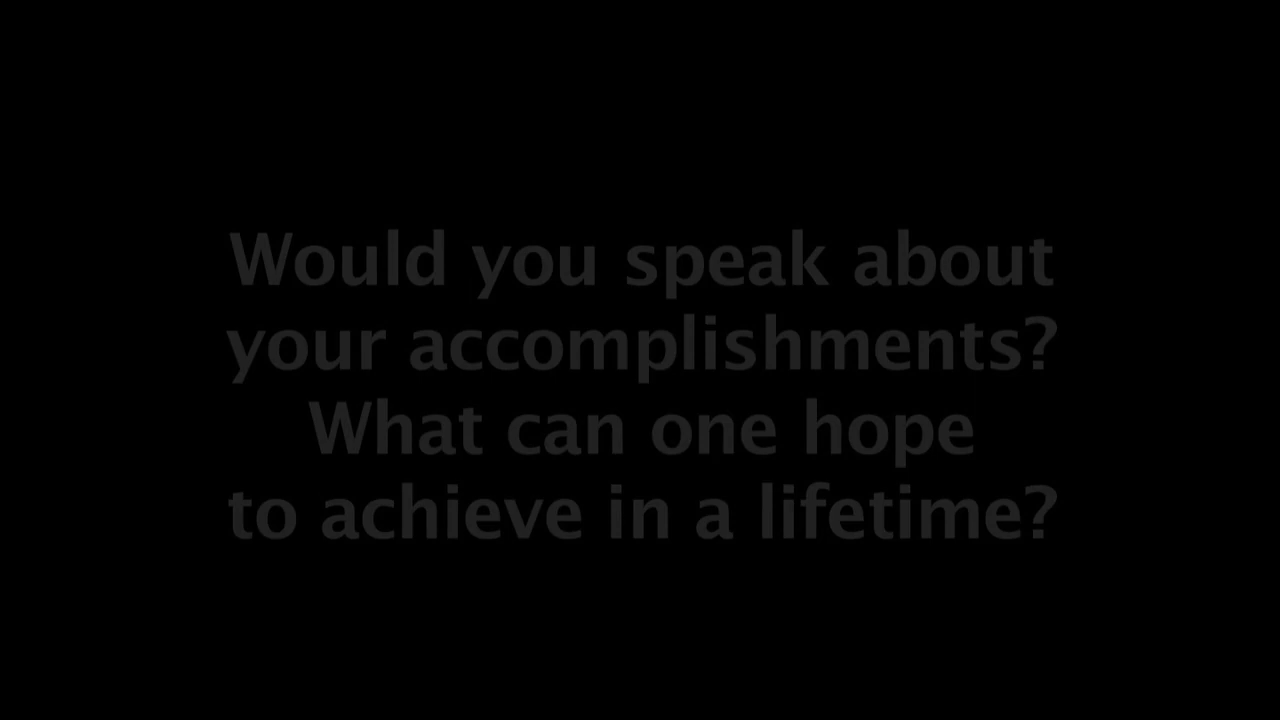 Would you speak about
your accomplishments?
What can one hope
to achieve in a lifetime?